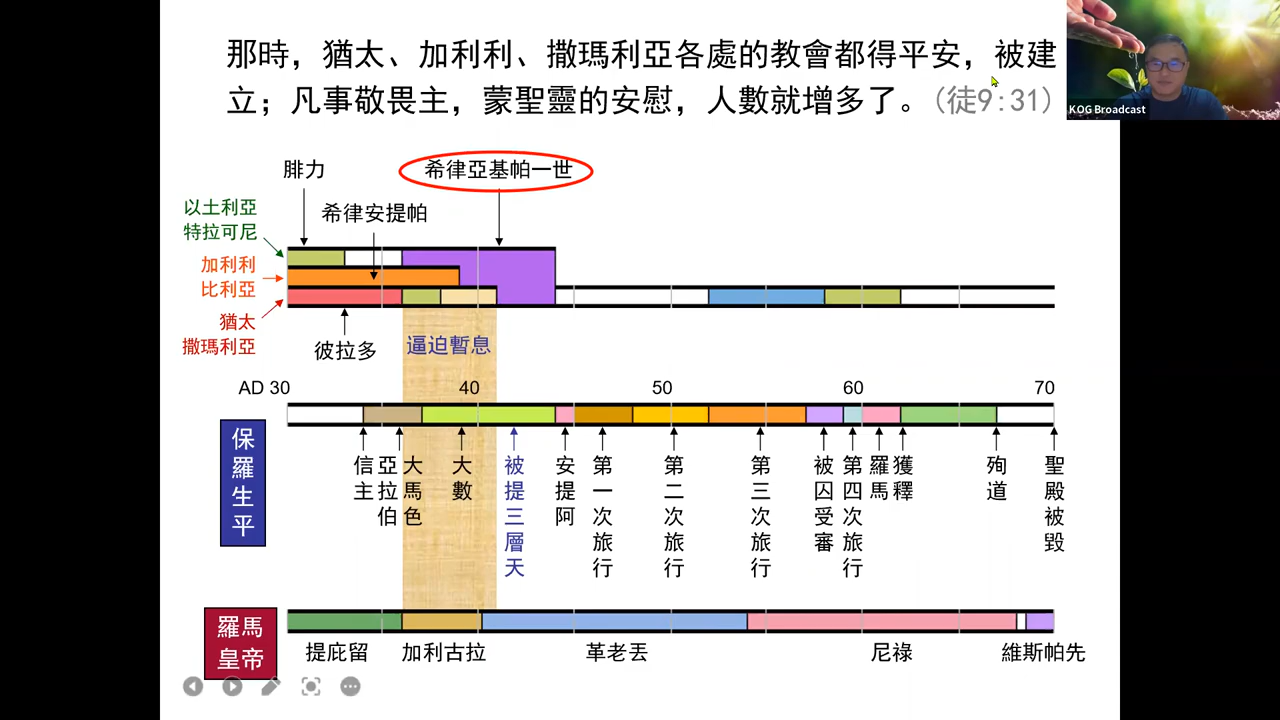 那時，猶太、加利利、撒瑪利亞各處的教會都得平安，被建
立；凡事敬畏主，蒙聖靈的安慰，人數就增多了。（徒9:31）
KOG Broadcast
腓力
希律亞基帕一世
希律安提帕
以土利亞
特拉可尼
加利利
比利亞
猶太
撒瑪利亞
彼拉多
逼迫暫息
AD 30
40
50
60
70
保羅生平
信主
亞拉伯
大馬色
大數
被提三層天
安提阿
第一次旅行
第二次旅行
第三次旅行
被囚受審
第四次旅行
羅馬
獲釋
殉道
聖殿被毀
羅馬
皇帝
提庇留
加利古拉
革老丟
尼祿
維斯帕先